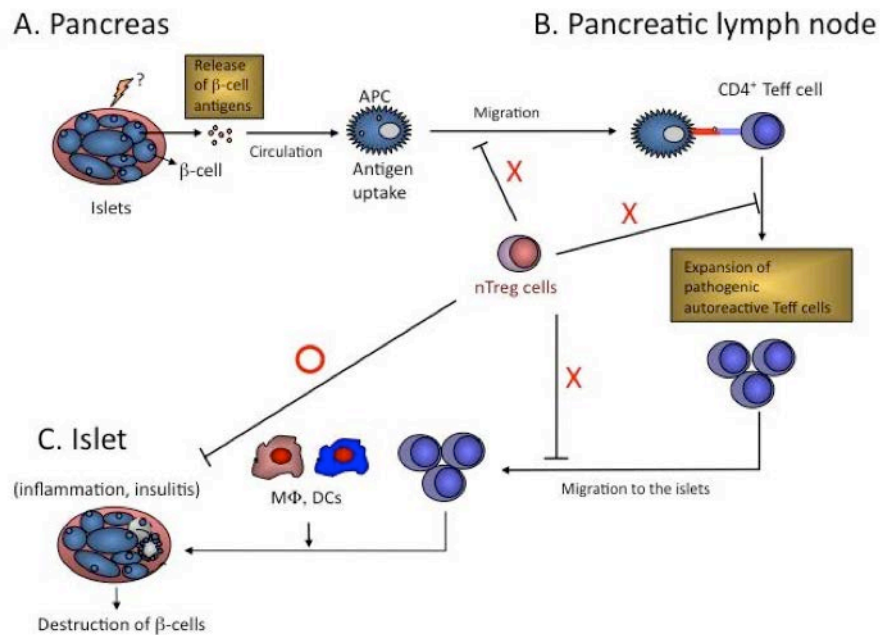 A. Pancreas
B. Pancreatic lymph node
?
Release
of β-cell
antigens
APC
Migration
CD4⁺ Teff cell
Circulation
β-cell
Antigen
uptake
Islets
X
X
nTreg cells
Expansion of
pathogenic
autoreactive Teff cells
X
C. Islet
(inflammation, insulitis)
MΦ, DCs
Migration to the islets
Destruction of β-cells